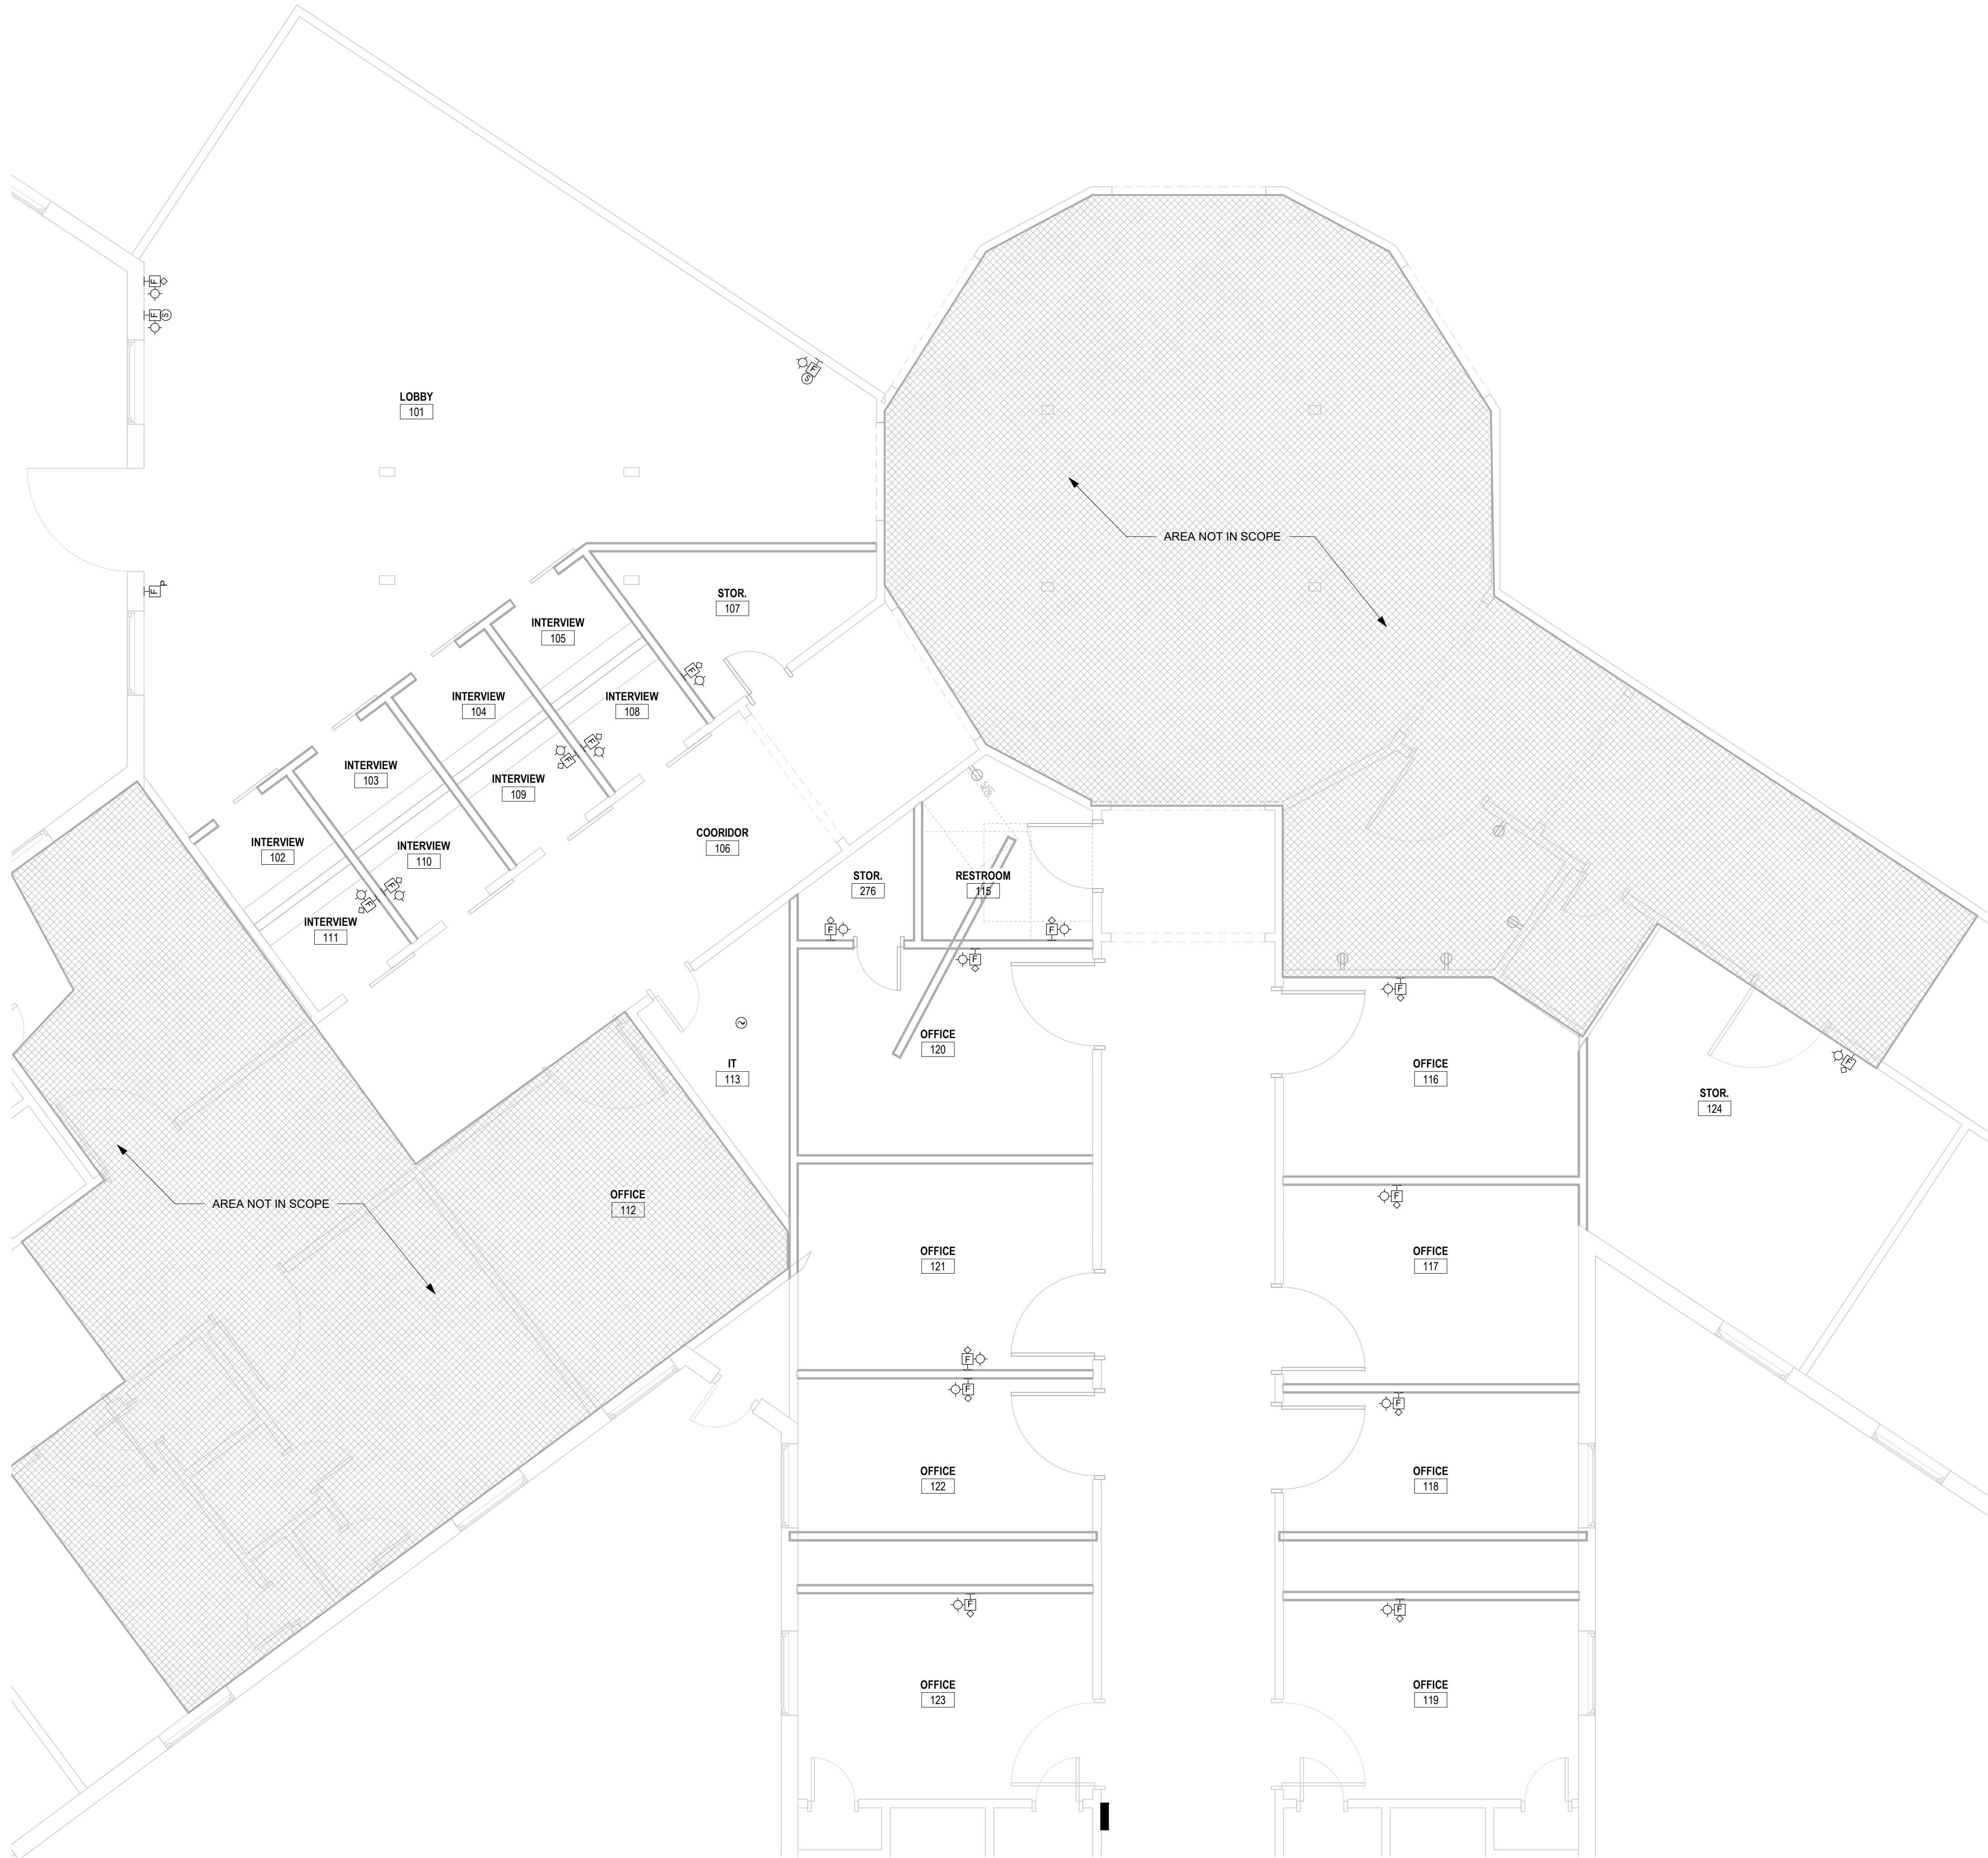 F
F
S
F
S
LOBBY
101
AREA NOT IN SCOPE
F
P
STOR.
107
INTERVIEW
105
F
INTERVIEW
104
INTERVIEW
108
F
F
INTERVIEW
103
INTERVIEW
109
COORIDOR
106
INTERVIEW
102
INTERVIEW
110
STOR.
276
RESTROOM
115
F
F
INTERVIEW
111
F
F
F
F
IT
113
OFFICE
120
OFFICE
116
F
STOR.
124
AREA NOT IN SCOPE
OFFICE
112
F
OFFICE
121
OFFICE
117
F
F
F
OFFICE
122
OFFICE
118
F
F
OFFICE
123
OFFICE
119